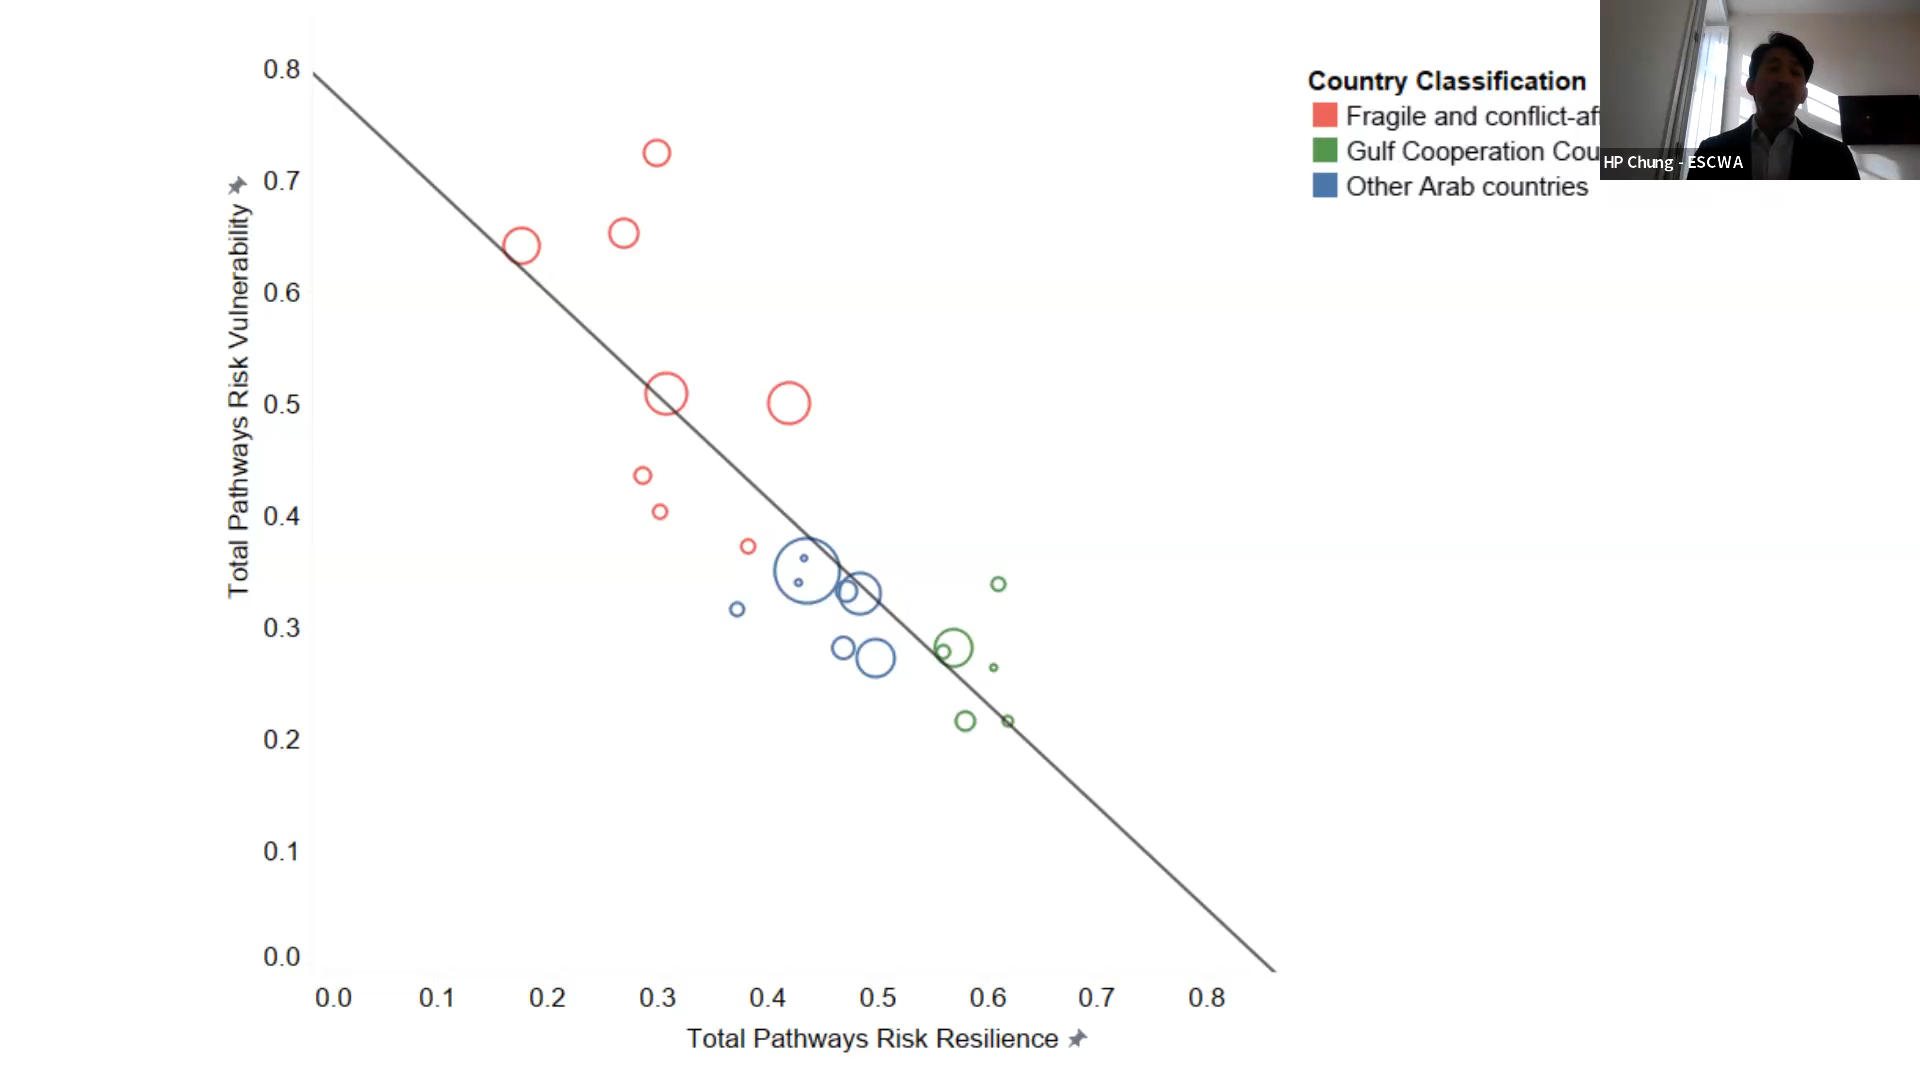 Country Classification
Fragile and conflict-af
Gulf Cooperation Cou
Other Arab countries
HP Chung - ESCWA
Total Pathways Risk Vulnerability
0.8
0.7
0.6
0.5
0.4
0.3
0.2
0.1
0.0
0.0 0.1 0.2 0.3 0.4 0.5 0.6 0.7 0.8
Total Pathways Risk Resilience